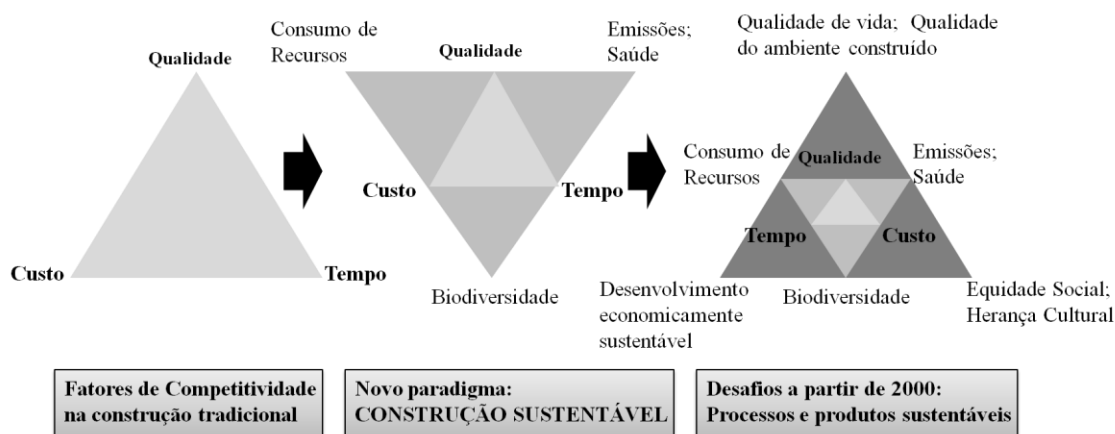 Qualidade
Custo
Tempo
Fatores de Competitividade
na construção tradicional
Consumo de
Recursos
Qualidade
Emissões;
Saúde
Custo
Tempo
Biodiversidade
Novo paradigma:
CONSTRUÇÃO SUSTENTÁVEL
Qualidade de vida; Qualidade
do ambiente construído
Consumo de
Recursos
Qualidade
Emissões;
Saúde
Tempo
Custo
Desenvolvimento
economicamente
sustentável
Biodiversidade
Equidade Social;
Herança Cultural
Desafios a partir de 2000:
Processos e produtos sustentáveis